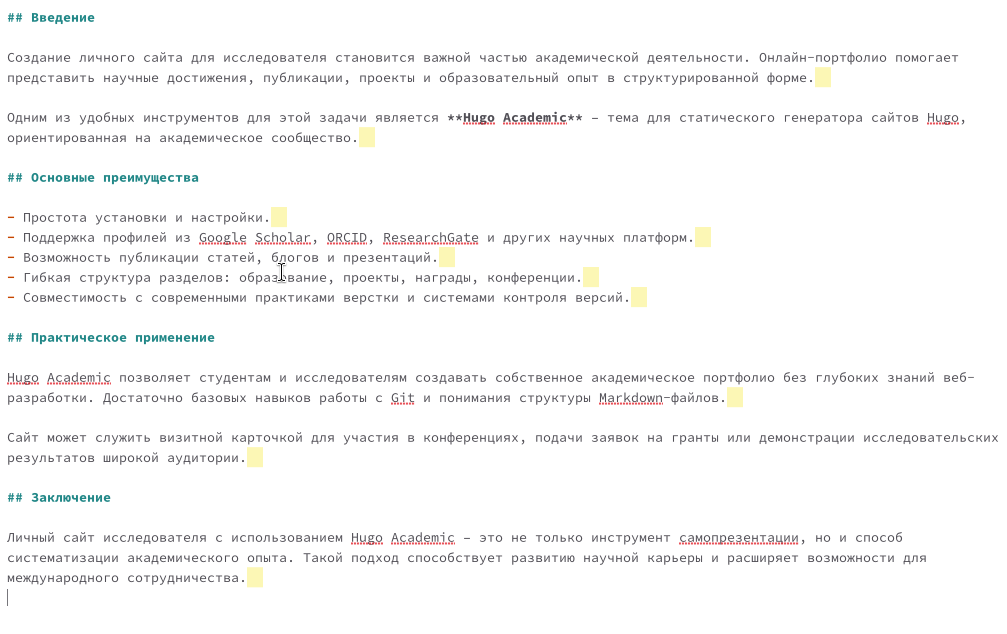 ## Введение
Создание личного сайта для исследователя становится важной частью академической деятельности. Онлайн-портфолио помогает
представить научные достижения, публикации, проекты и образовательный опыт в структурированной форме.
Одним из удобных инструментов для этой задачи является **Hugo Academic** – тема для статического генератора сайтов Hugo,
ориентированная на академическое сообщество.
## Основные преимущества
- Простота установки и настройки.
- Поддержка профилей из Google Scholar, ORCID, ResearchGate и других научных платформ.
- Возможность публикации статей, блогов и презентаций.
- Гибкая структура разделов: образование, проекты, награды, конференции.
- Совместимость с современными практиками верстки и системами контроля версий.
## Практическое применение
Hugo Academic позволяет студентам и исследователям создавать собственное академическое портфолио без глубоких знаний веб-
разработки. Достаточно базовых навыков работы с Git и понимания структуры Markdown-файлов.
Сайт может служить визитной карточкой для участия в конференциях, подачи заявок на гранты или демонстрации исследовательских
результатов широкой аудитории.
## Заключение
Личный сайт исследователя с использованием Hugo Academic – это не только инструмент самопрезентации, но и способ
систематизации академического опыта. Такой подход способствует развитию научной карьеры и расширяет возможности для
международного сотрудничества.